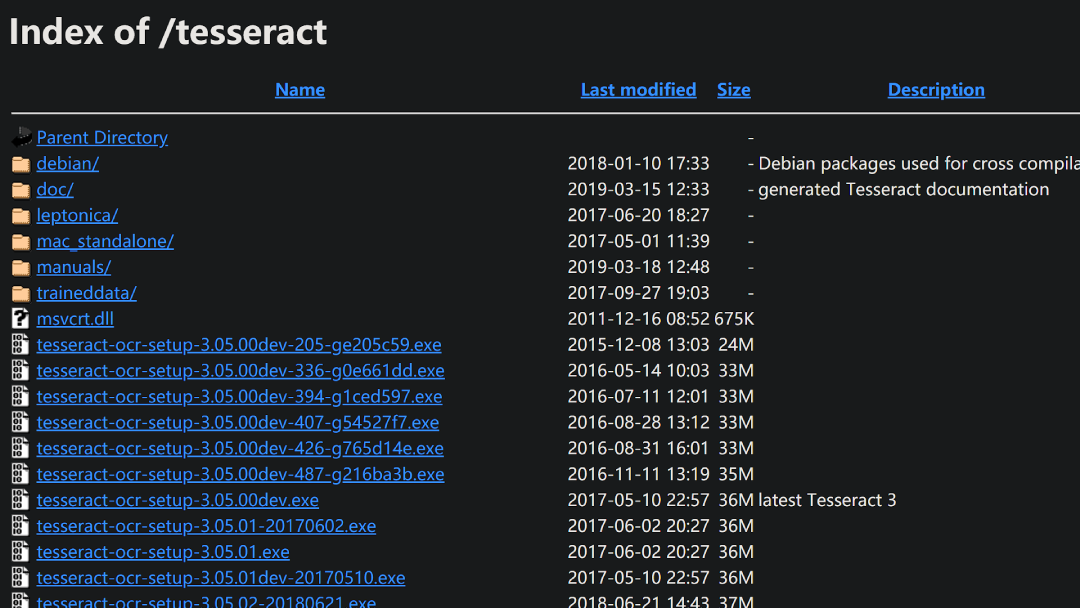 Index of /tesseract
Name Last modified Size Description
Parent Directory -
debian/ 2018-01-10 17:33 - Debian packages used for cross compila
doc/ 2019-03-15 12:33 - generated Tesseract documentation
leptonica/ 2017-06-20 18:27 -
mac_standalone/ 2017-05-01 11:39 -
manuals/ 2019-03-18 12:48 -
traineddata/ 2017-09-27 19:03 -
msvcrt.dll 2011-12-16 08:52 675K
tesseract-ocr-setup-3.05.00dev-205-ge205c59.exe 2015-12-08 13:03 24M
tesseract-ocr-setup-3.05.00dev-336-g0e661dd.exe 2016-05-14 10:03 33M
tesseract-ocr-setup-3.05.00dev-394-g1ced597.exe 2016-07-11 12:01 33M
tesseract-ocr-setup-3.05.00dev-407-g54527f7.exe 2016-08-28 13:12 33M
tesseract-ocr-setup-3.05.00dev-426-g765d14e.exe 2016-08-31 16:01 33M
tesseract-ocr-setup-3.05.00dev-487-g216ba3b.exe 2016-11-11 13:19 35M
tesseract-ocr-setup-3.05.00dev.exe 2017-05-10 22:57 36M latest Tesseract 3
tesseract-ocr-setup-3.05.01-20170602.exe 2017-06-02 20:27 36M
tesseract-ocr-setup-3.05.01.exe 2017-06-02 20:27 36M
tesseract-ocr-setup-3.05.01dev-20170510.exe 2017-05-10 22:57 36M
tesseract-ocr-setup-3.05.02-20180621.exe 2018-06-21 14:43 37M